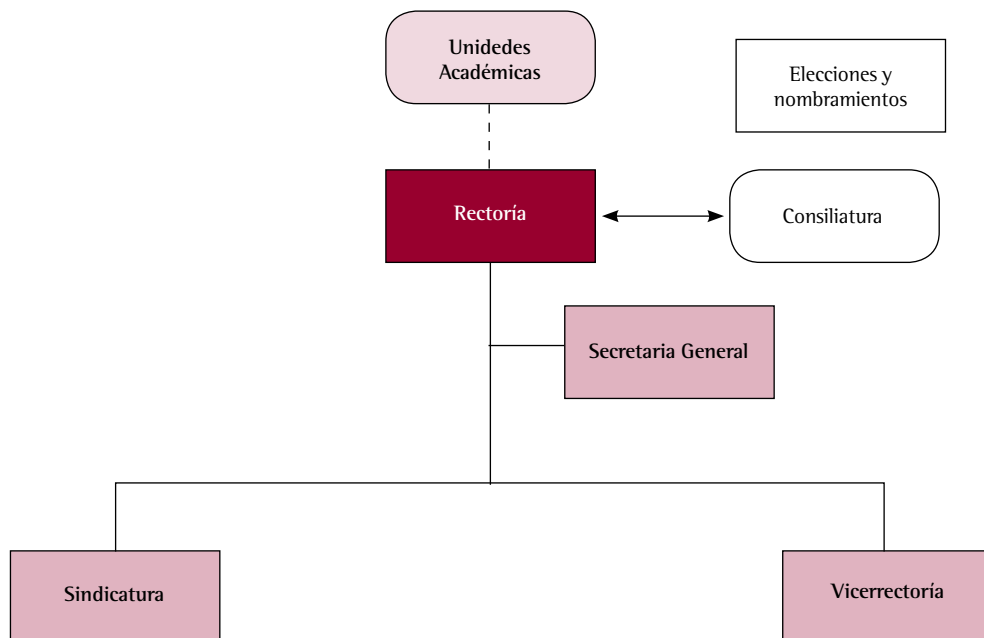 Unidedes
Académicas
Elecciones y
nombramientos
Rectoría
Consiliatura
Secretaria General
Sindicatura
Vicerrectoría